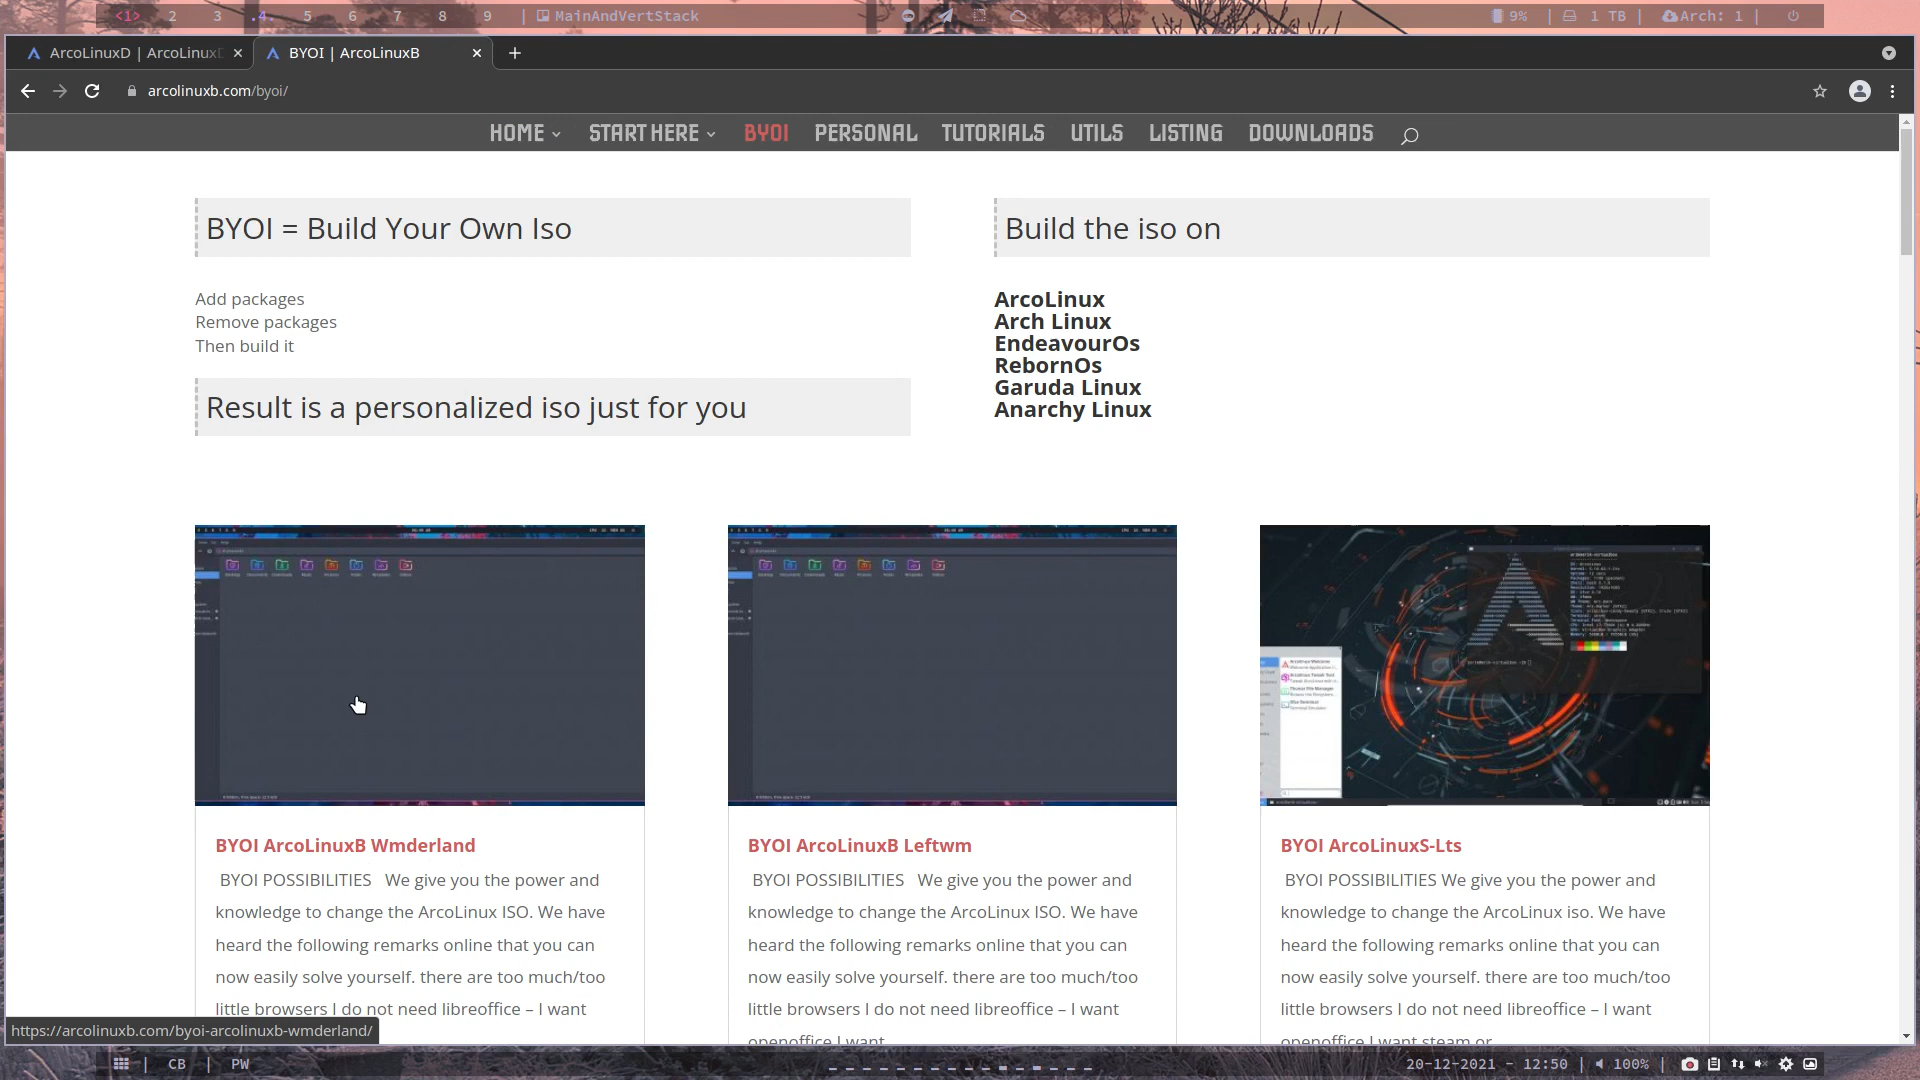 <1> 2 3 .4. 5 6 7 8 9 | MainAndVertStack 9% | 1 TB | Arch: 1 |
ArcoLinuxD | ArcoLinux
BYOI | ArcoLinuxB
arcolinuxb.com/byoi/
HOME START HERE BYOI PERSONAL TUTORIALS UTILS LISTING DOWNLOADS
BYOI = Build Your Own Iso
Add packages
Remove packages
Then build it
Result is a personalized iso just for you
Build the iso on
ArcoLinux
Arch Linux
EndeavourOs
RebornOs
Garuda Linux
Anarchy Linux
BYOI ArcoLinuxB Wmderland
BYOI POSSIBILITIES We give you the power and
knowledge to change the ArcoLinux ISO. We have
heard the following remarks online that you can
now easily solve yourself. there are too much/too
little browsers I do not need libreoffice – I want
BYOI ArcoLinuxB Leftwm
BYOI POSSIBILITIES We give you the power and
knowledge to change the ArcoLinux ISO. We have
heard the following remarks online that you can
now easily solve yourself. there are too much/too
little browsers I do not need libreoffice – I want
openoffice I want
BYOI ArcoLinuxS-Lts
BYOI POSSIBILITIES We give you the power and
knowledge to change the ArcoLinux iso. We have
heard the following remarks online that you can
now easily solve yourself. there are too much/too
little browsers I do not need libreoffice – I want
openoffice I want steam or
https://arcolinuxb.com/byoi-arcolinuxb-wmderland/
| CB | PW
20-12-2021 - 12:50 | 100% |